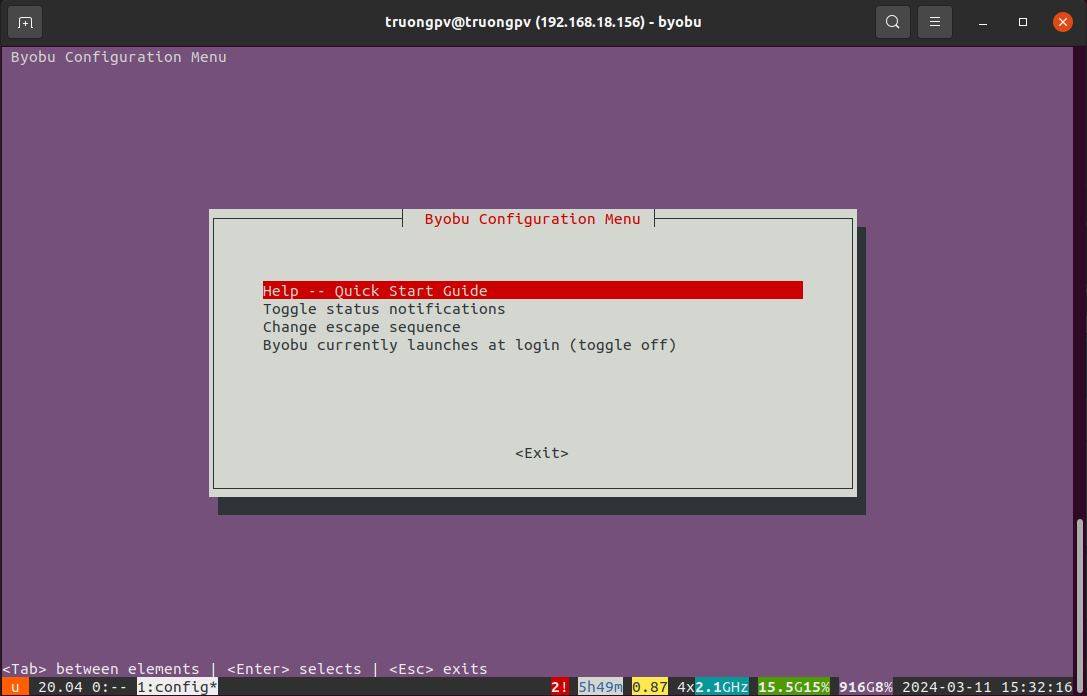 truongpv@truongpv (192.168.18.156) - byobu
Byobu Configuration Menu
Byobu Configuration Menu
Help -- Quick Start Guide
Toggle status notifications
Change escape sequence
Byobu currently launches at login (toggle off)
<Exit>
<Tab> between elements | <Enter> selects | <Esc> exits
u 20.04 0:-- 1:config* 2! 5h49m 0.87 4x2.1GHz 15.5G15% 916G8% 2024-03-11 15:32:16